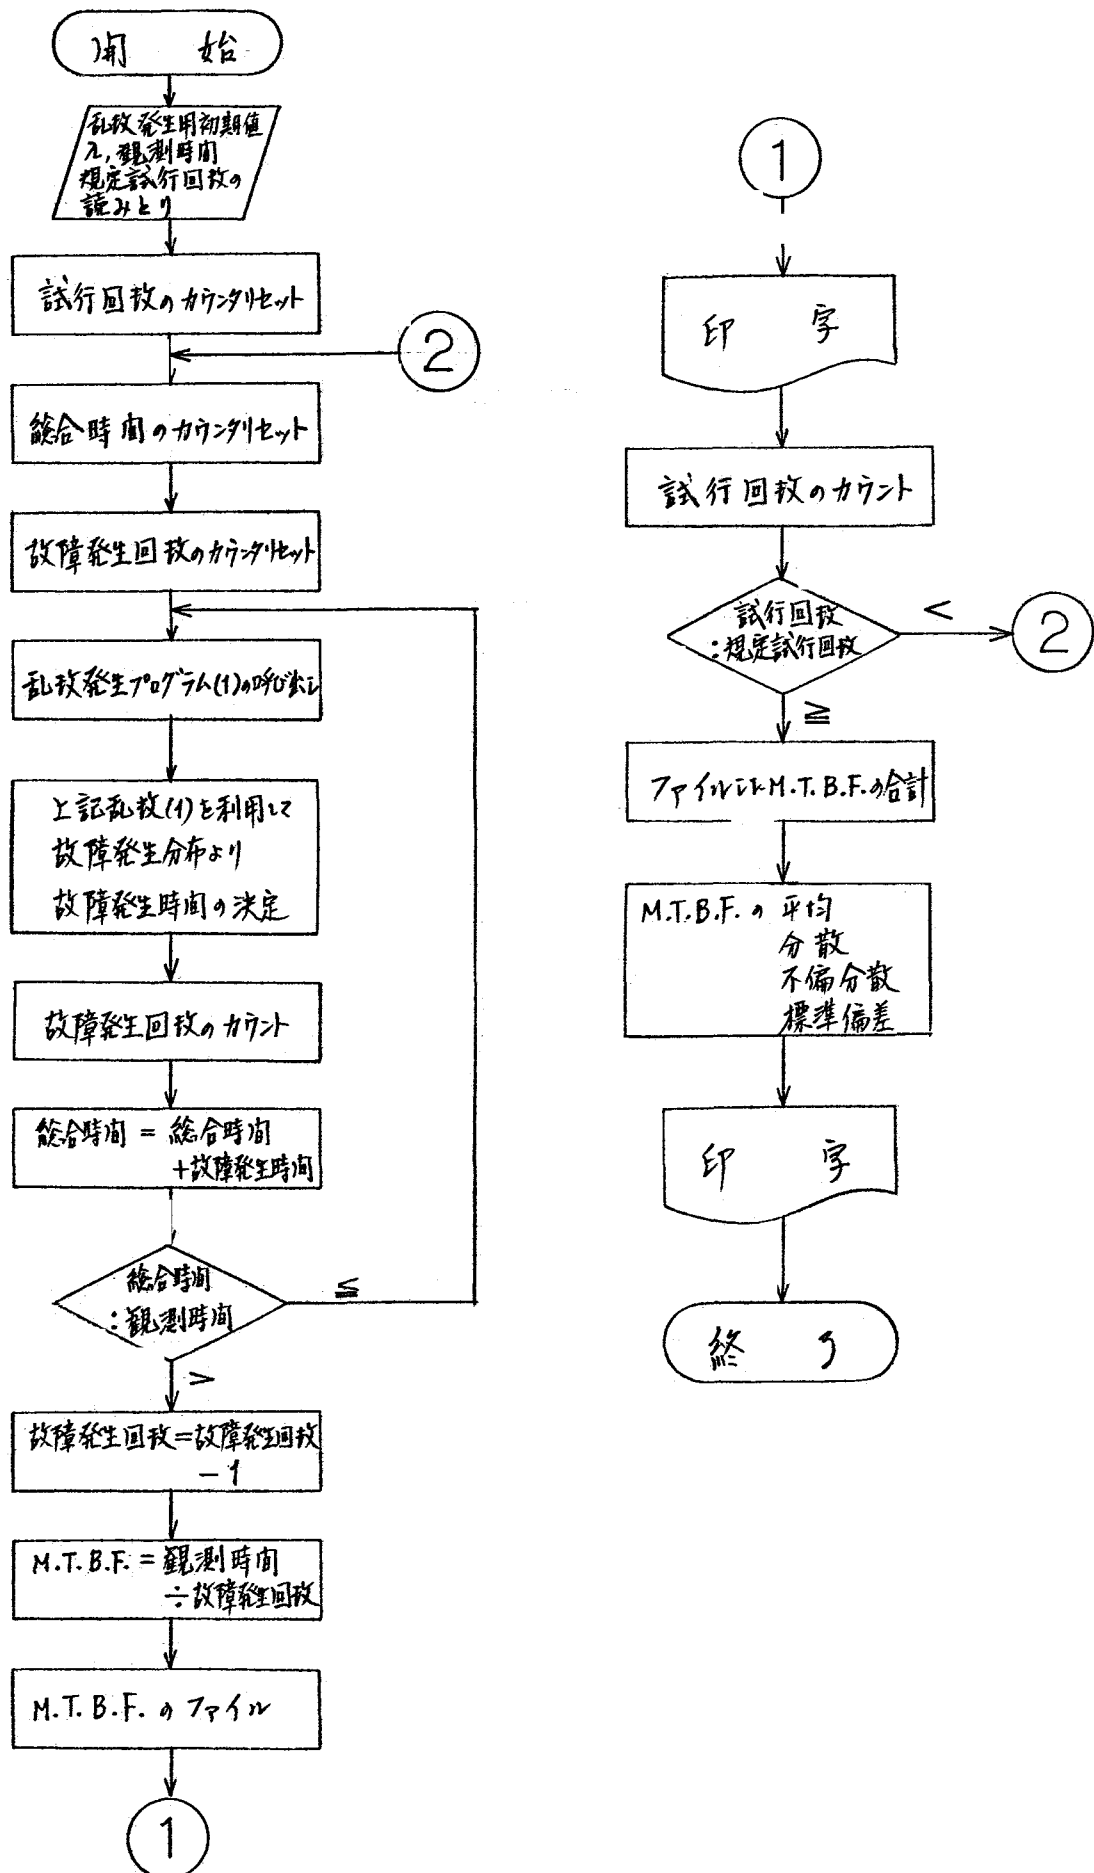 開 始
乱数発生用初期値
λ,観測時間
規定試行回数の
読みとり
試行回数のカウンタリセット
②
総合時間のカウンタリセット
故障発生回数のカウンタリセット
乱数発生プログラム(1)の呼び出し
上記乱数(1)を利用して
故障発生分布より
故障発生時間の決定
故障発生回数のカウント
総合時間 = 総合時間
+故障発生時間
総合時間
:観測時間
≦
>
故障発生回数=故障発生回数
-1
M.T.B.F.=観測時間
÷故障発生回数
M.T.B.F.のファイル
①
①
印 字
試行回数のカウント
試行回数
:規定試行回数
<
②
≧
ファイルしたM.T.B.F.の合計
M.T.B.F.の 平均
分散
不偏分散
標準偏差
印 字
終 了